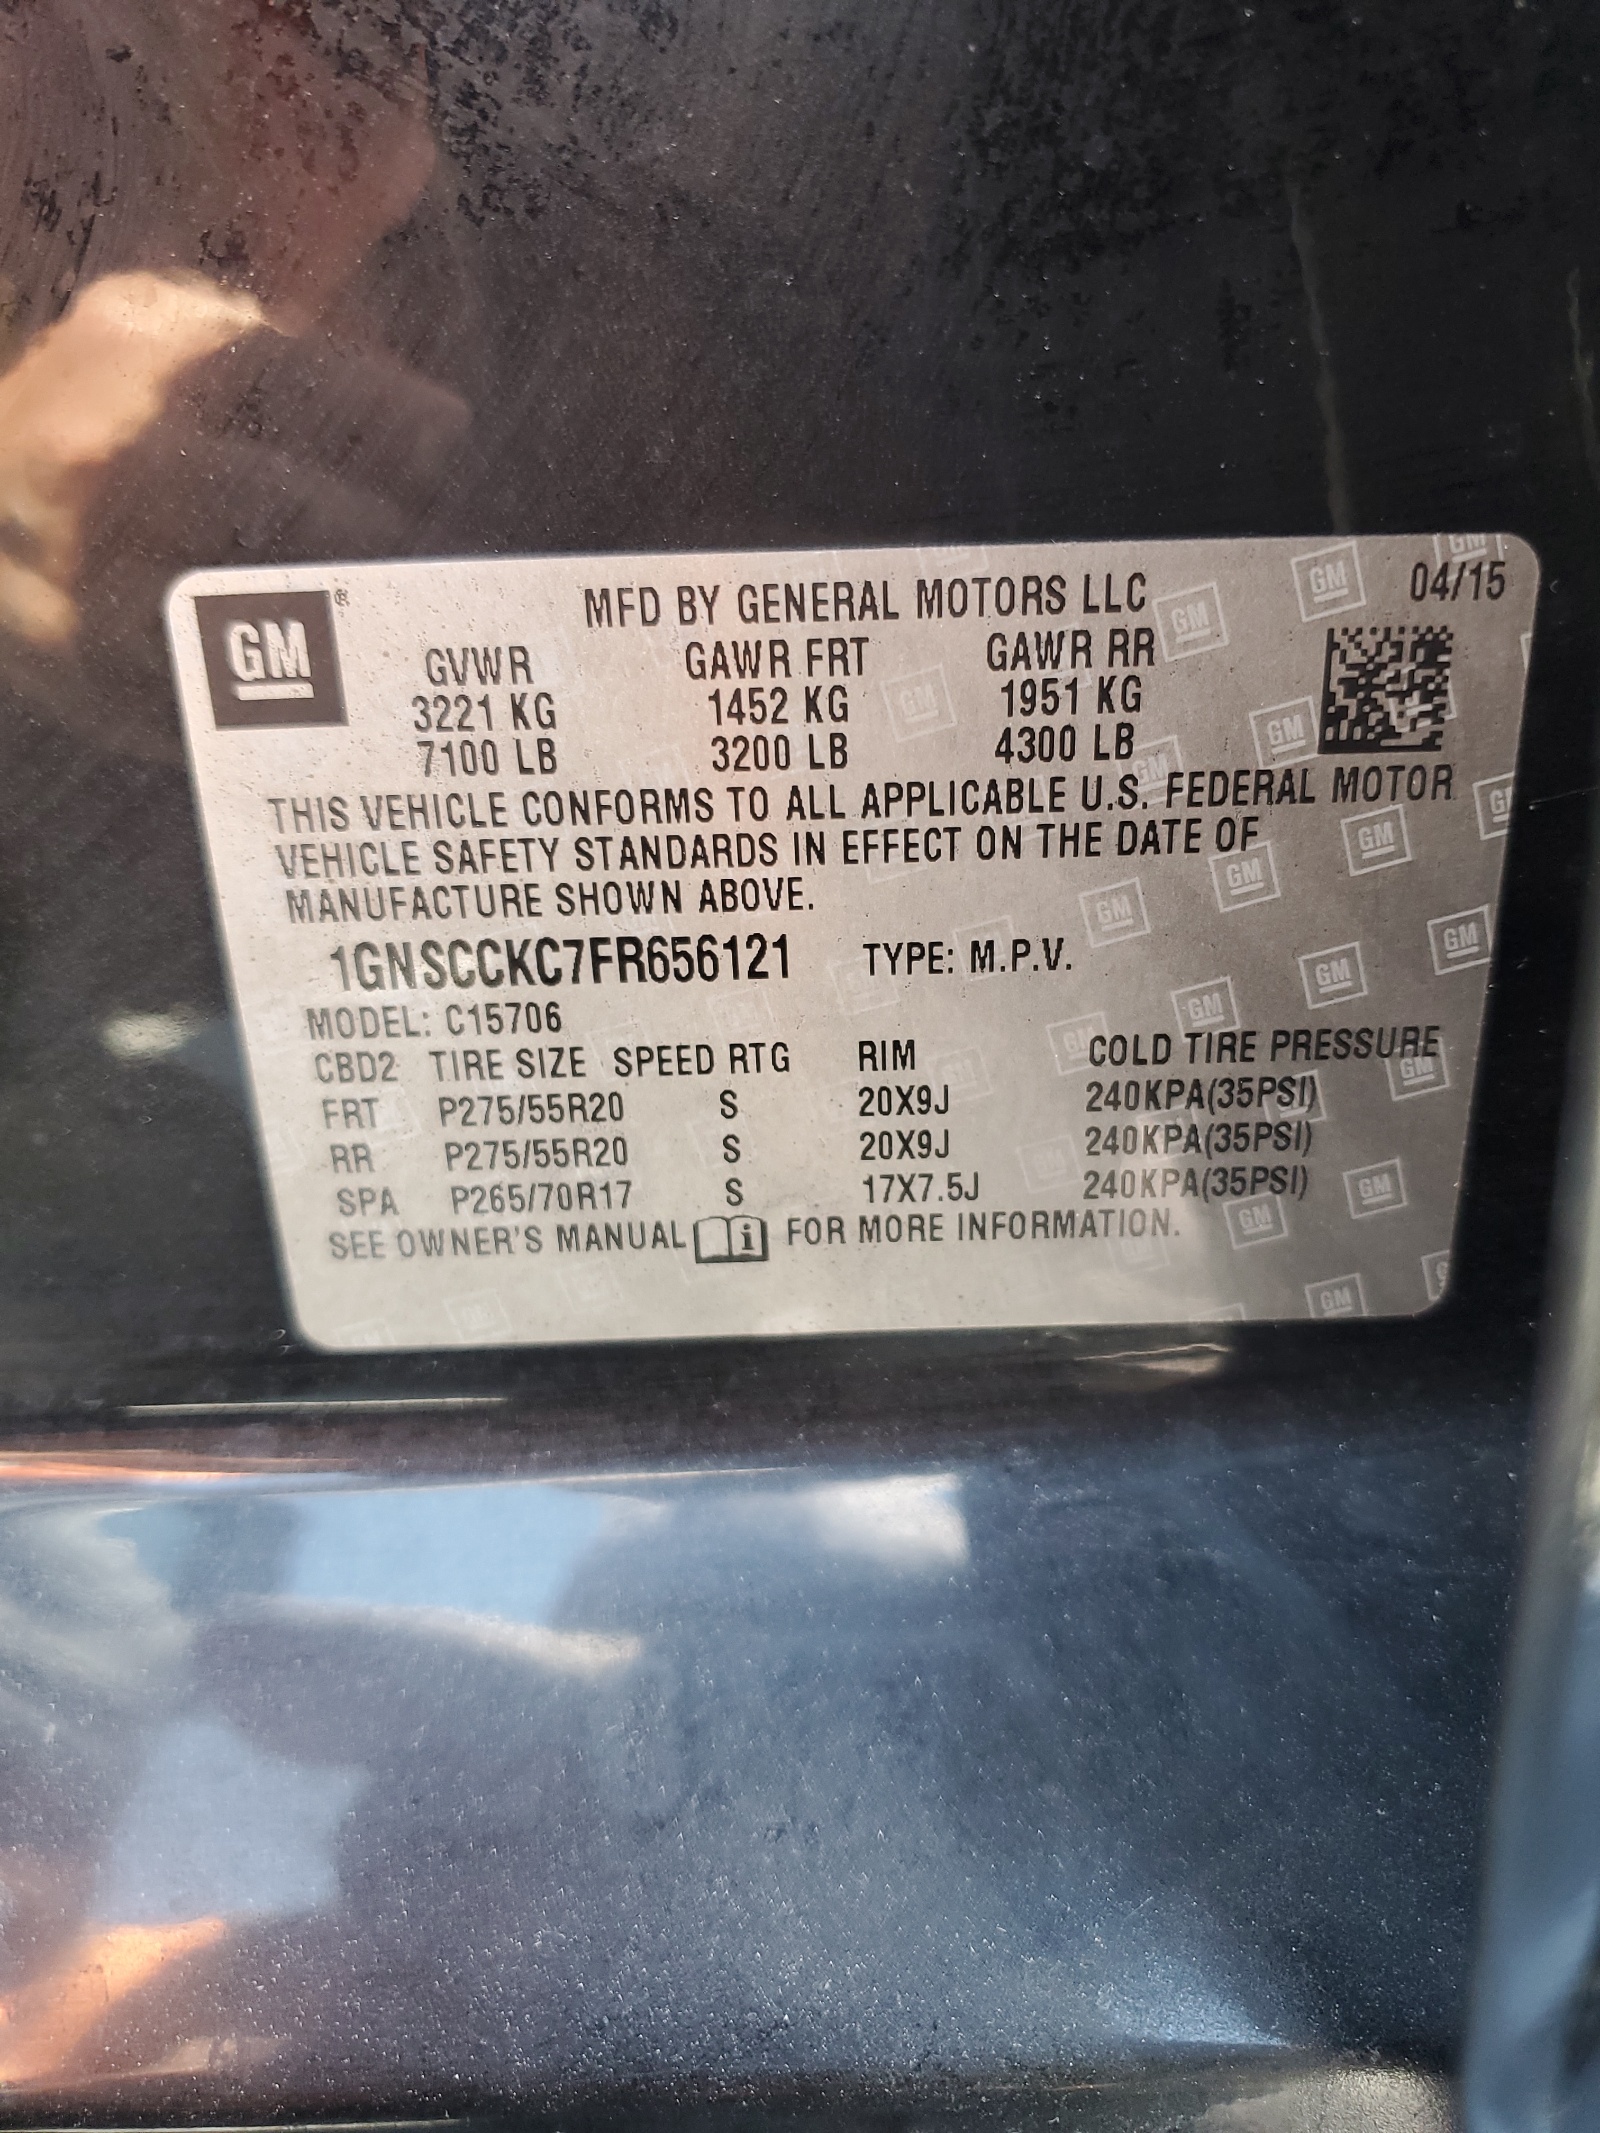 GM®
MFD BY GENERAL MOTORS LLC 04/15
GVWR GAWR FRT GAWR RR
3221 KG 1452 KG 1951 KG
7100 LB 3200 LB 4300 LB
THIS VEHICLE CONFORMS TO ALL APPLICABLE U.S. FEDERAL MOTOR
VEHICLE SAFETY STANDARDS IN EFFECT ON THE DATE OF
MANUFACTURE SHOWN ABOVE.
1GNSCCKC7FR656121 TYPE: M.P.V.
MODEL: C15706
CBD2 TIRE SIZE SPEED RTG RIM COLD TIRE PRESSURE
FRT P275/55R20 S 20X9J 240KPA(35PSI)
RR P275/55R20 S 20X9J 240KPA(35PSI)
SPA P265/70R17 S 17X7.5J 240KPA(35PSI)
SEE OWNER'S MANUAL i FOR MORE INFORMATION.